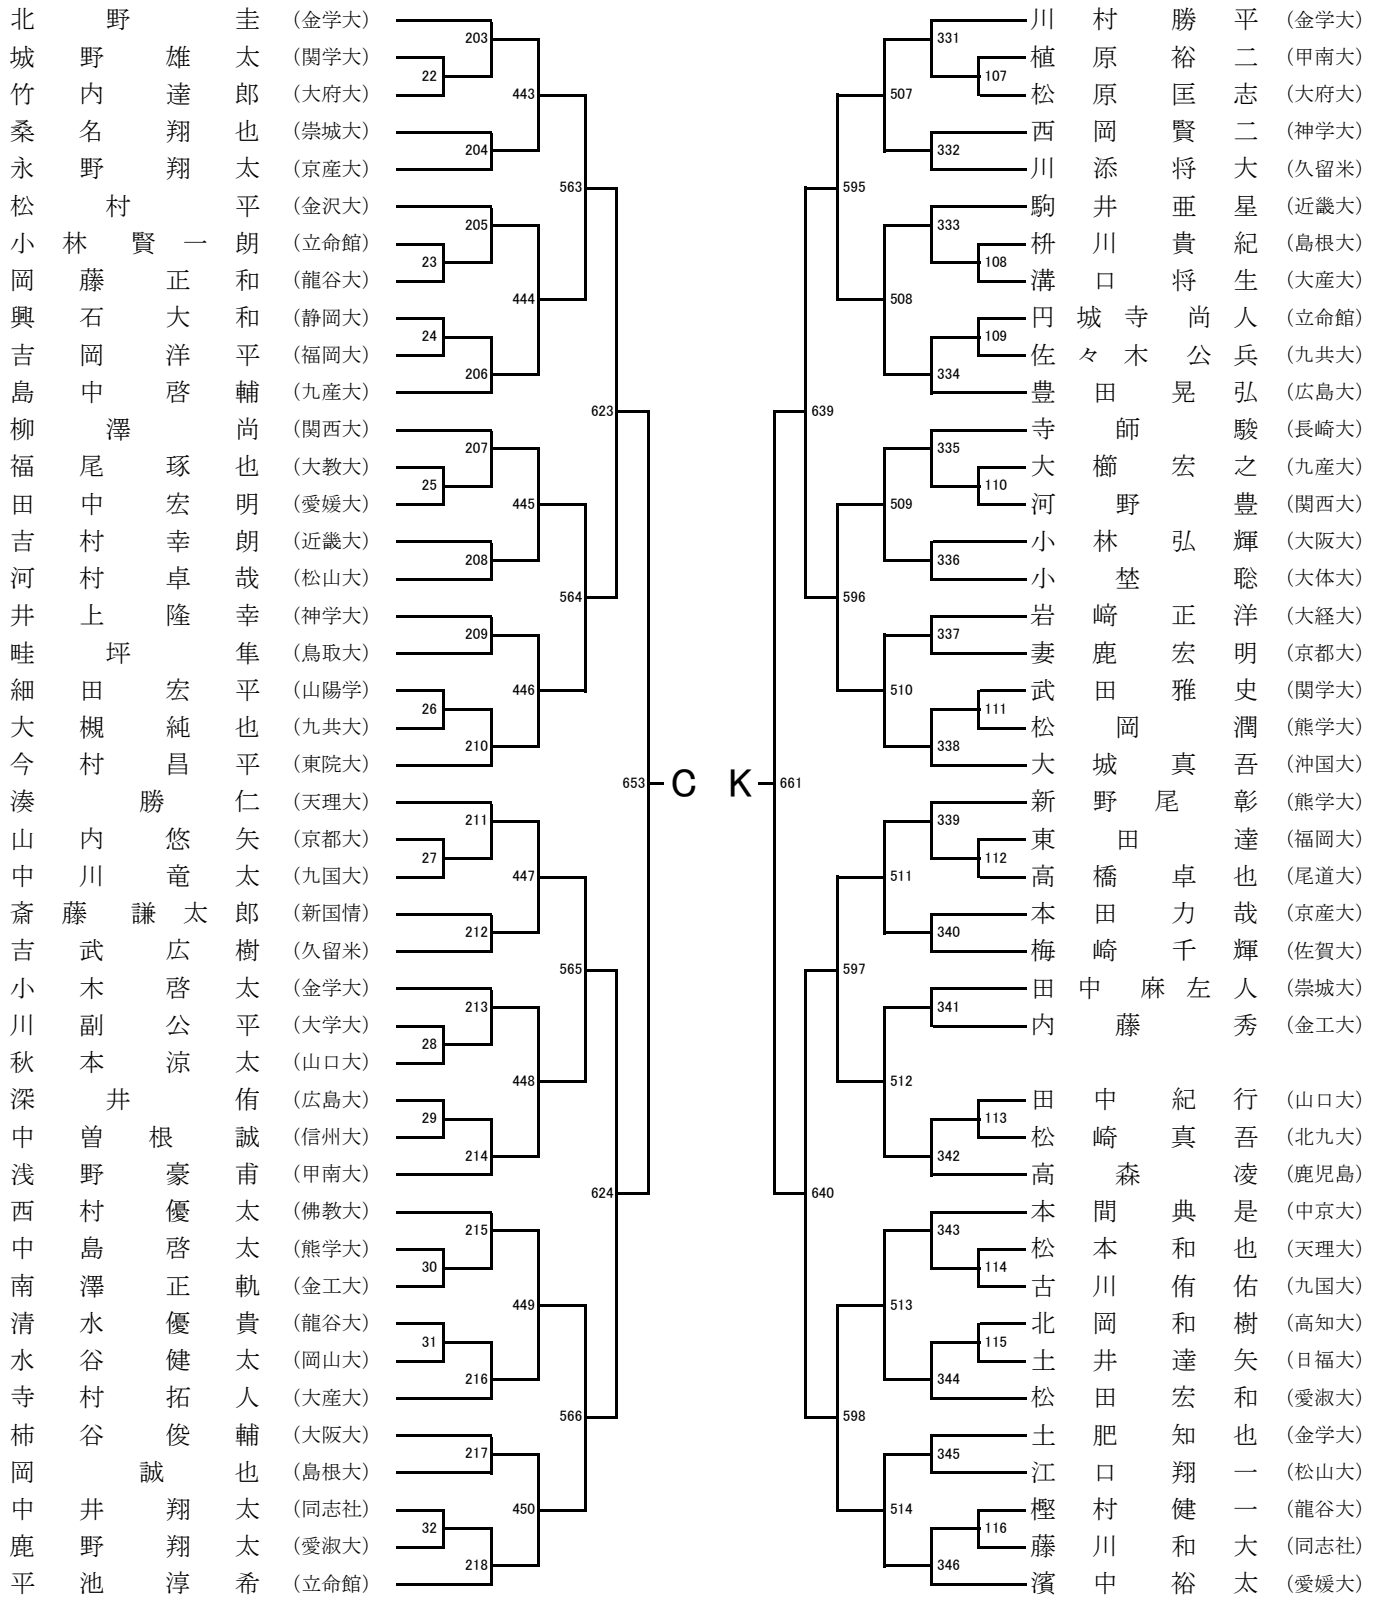 北野圭 (金学大)
城野雄太 (関学大)
竹内達郎 (大府大)
桑名翔也 (崇城大)
永野翔太 (京産大)
松村平 (金沢大)
小林賢一朗 (立命館)
岡藤正和 (龍谷大)
興石大和 (静岡大)
吉岡洋平 (福岡大)
島中啓輔 (九産大)
柳澤尚 (関西大)
福尾琢也 (大教大)
田中宏明 (愛媛大)
吉村幸朗 (近畿大)
河村卓哉 (松山大)
井上隆幸 (神学大)
畦坪隼 (鳥取大)
細田宏平 (山陽学)
大槻純也 (九共大)
今村昌平 (東院大)
湊勝仁 (天理大)
山内悠矢 (京都大)
中川竜太 (九国大)
斎藤謙太郎 (新国情)
吉武広樹 (久留米)
小木啓太 (金学大)
川副公平 (大学大)
秋本涼太 (山口大)
深井侑 (広島大)
中曽根誠 (信州大)
浅野豪甫 (甲南大)
西村優太 (佛教大)
中島啓太 (熊学大)
南澤正軌 (金工大)
清水優貴 (龍谷大)
水谷健太 (岡山大)
寺村拓人 (大産大)
柿谷俊輔 (大阪大)
岡誠也 (島根大)
中井翔太 (同志社)
鹿野翔太 (愛淑大)
平池淳希 (立命館)
22
23
24
25
26
27
28
29
30
31
32
203
204
205
206
207
208
209
210
211
212
213
214
215
216
217
218
443
444
445
446
447
448
449
450
563
564
565
566
623
624
653
C
K
661
639
640
595
596
597
598
507
508
509
510
511
512
513
514
331
332
333
334
335
336
337
338
339
340
341
342
343
344
345
346
107
108
109
110
111
112
113
114
115
116
川村勝平 (金学大)
植原裕二 (甲南大)
松原匡志 (大府大)
西岡賢二 (神学大)
川添将大 (久留米)
駒井亜星 (近畿大)
枡川貴紀 (島根大)
溝口将生 (大産大)
円城寺尚人 (立命館)
佐々木公兵 (九共大)
豊田晃弘 (広島大)
寺師駿 (長崎大)
大櫛宏之 (九産大)
河野豊 (関西大)
小林弘輝 (大阪大)
小埜聡 (大体大)
岩﨑正洋 (大経大)
妻鹿宏明 (京都大)
武田雅史 (関学大)
松岡潤 (熊学大)
大城真吾 (沖国大)
新野尾彰 (熊学大)
東田達 (福岡大)
高橋卓也 (尾道大)
本田力哉 (京産大)
梅崎千輝 (佐賀大)
田中麻左人 (崇城大)
内藤秀 (金工大)
田中紀行 (山口大)
松崎真吾 (北九大)
高森凌 (鹿児島)
本間典是 (中京大)
松本和也 (天理大)
古川侑佑 (九国大)
北岡和樹 (高知大)
土井達矢 (日福大)
松田宏和 (愛淑大)
土肥知也 (金学大)
江口翔一 (松山大)
樫村健一 (龍谷大)
藤川和大 (同志社)
濱中裕太 (愛媛大)